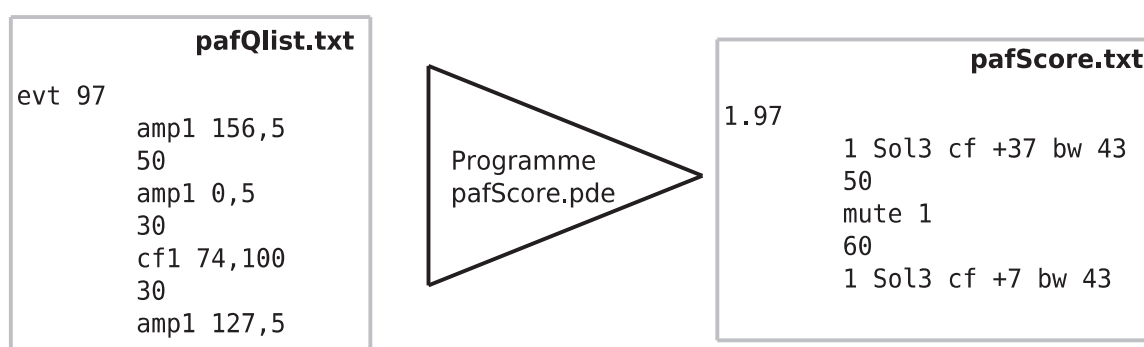 pafQlist.txt
evt 97
amp1 156,5
50
amp1 0,5
30
cf1 74,100
30
amp1 127,5
Programme
pafScore.pde
pafScore.txt
1.97
1 Sol3 cf +37 bw 43
50
mute 1
60
1 Sol3 cf +7 bw 43